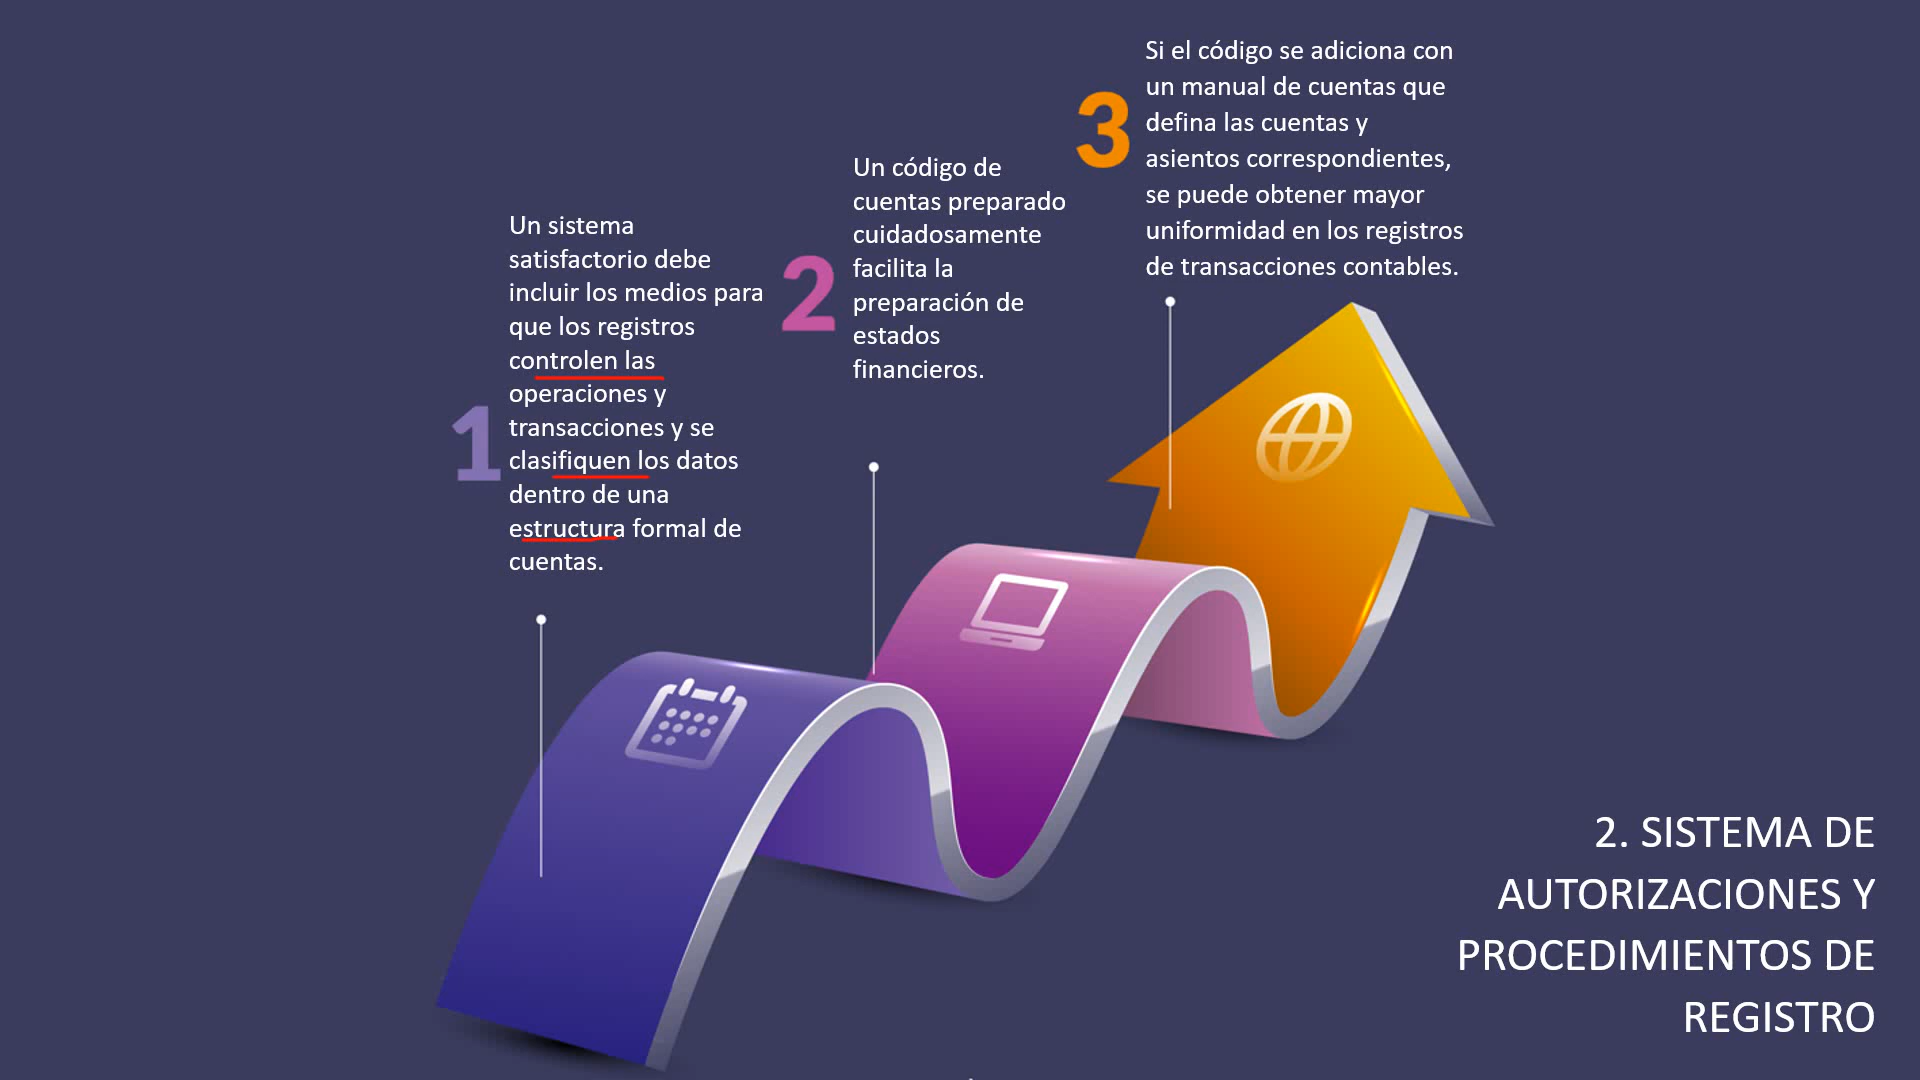 1
Un sistema
satisfactorio debe
incluir los medios para
que los registros
controlen las
operaciones y
transacciones y se
clasifiquen los datos
dentro de una
estructura formal de
cuentas.
2
Un código de
cuentas preparado
cuidadosamente
facilita la
preparación de
estados
financieros.
3
Si el código se adiciona con
un manual de cuentas que
defina las cuentas y
asientos correspondientes,
se puede obtener mayor
uniformidad en los registros
de transacciones contables.
2. SISTEMA DE
AUTORIZACIONES Y
PROCEDIMIENTOS DE
REGISTRO